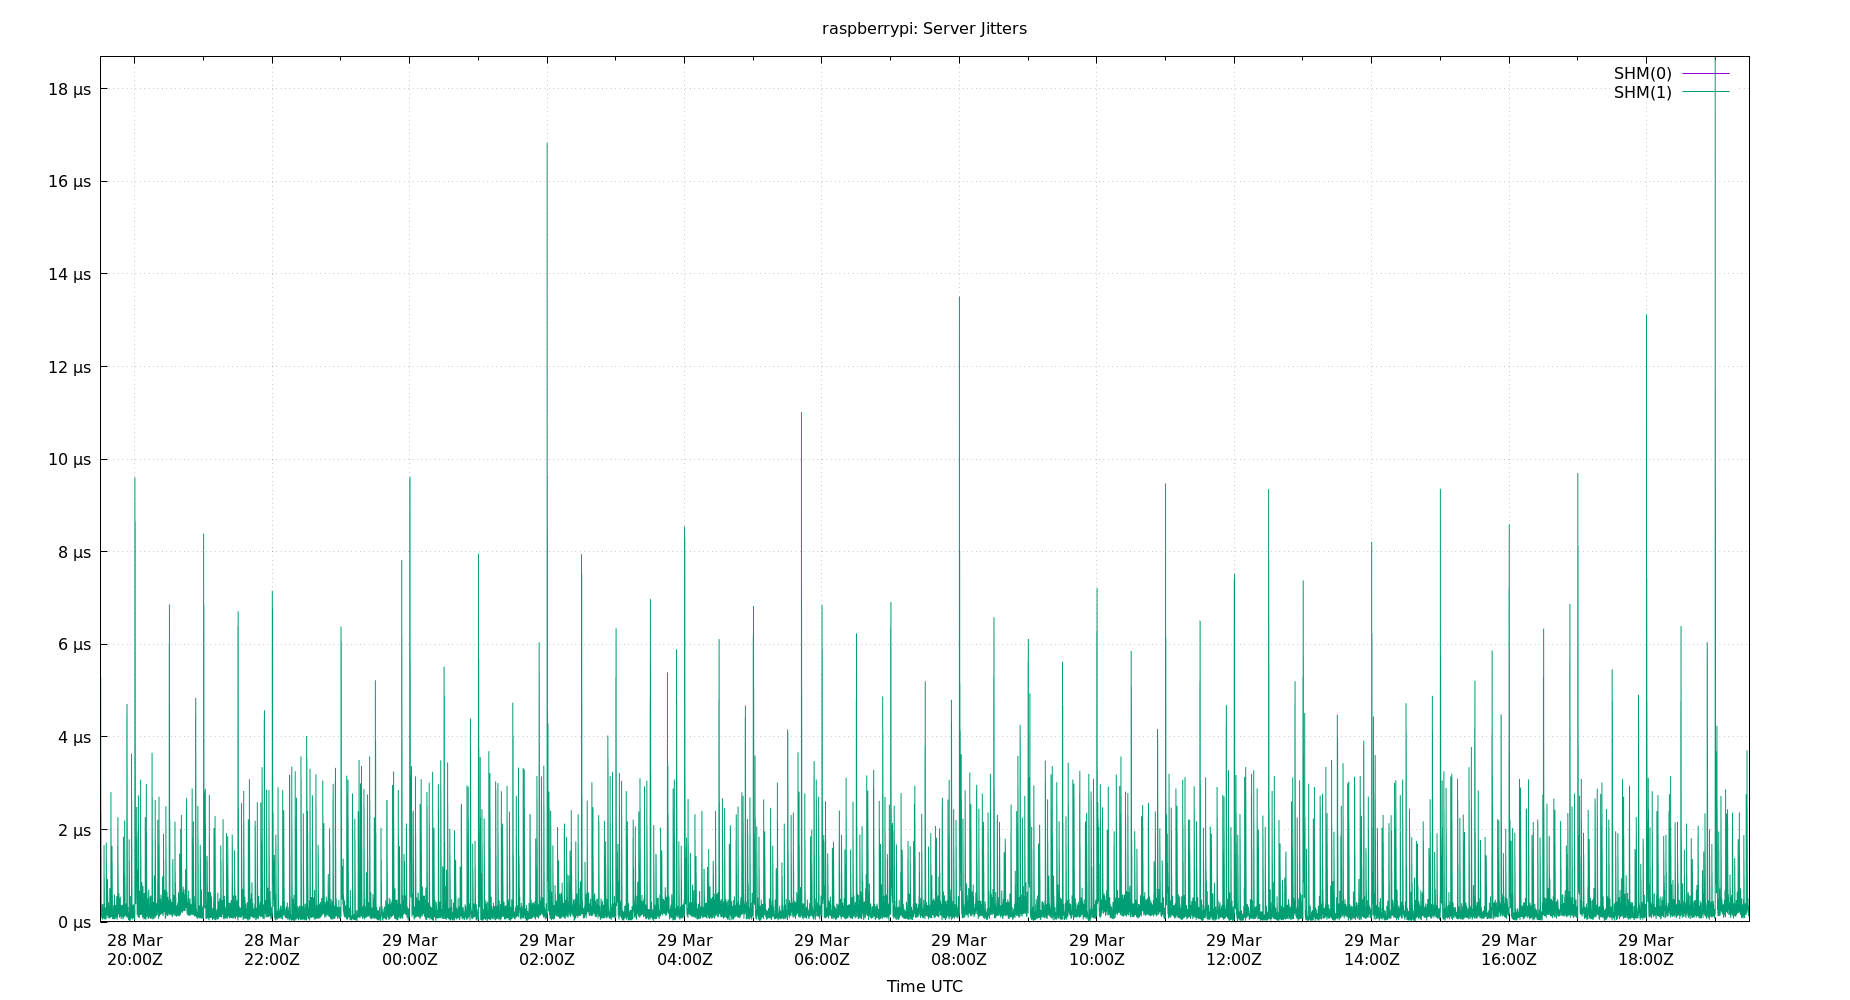 raspberrypi: Server Jitters
SHM(0)
SHM(1)
18 µs
16 µs
14 µs
12 µs
10 µs
8 µs
6 µs
4 µs
2 µs
0 µs
28 Mar 28 Mar 29 Mar 29 Mar 29 Mar 29 Mar 29 Mar 29 Mar 29 Mar 29 Mar 29 Mar 29 Mar
20:00Z 22:00Z 00:00Z 02:00Z 04:00Z 06:00Z 08:00Z 10:00Z 12:00Z 14:00Z 16:00Z 18:00Z
Time UTC